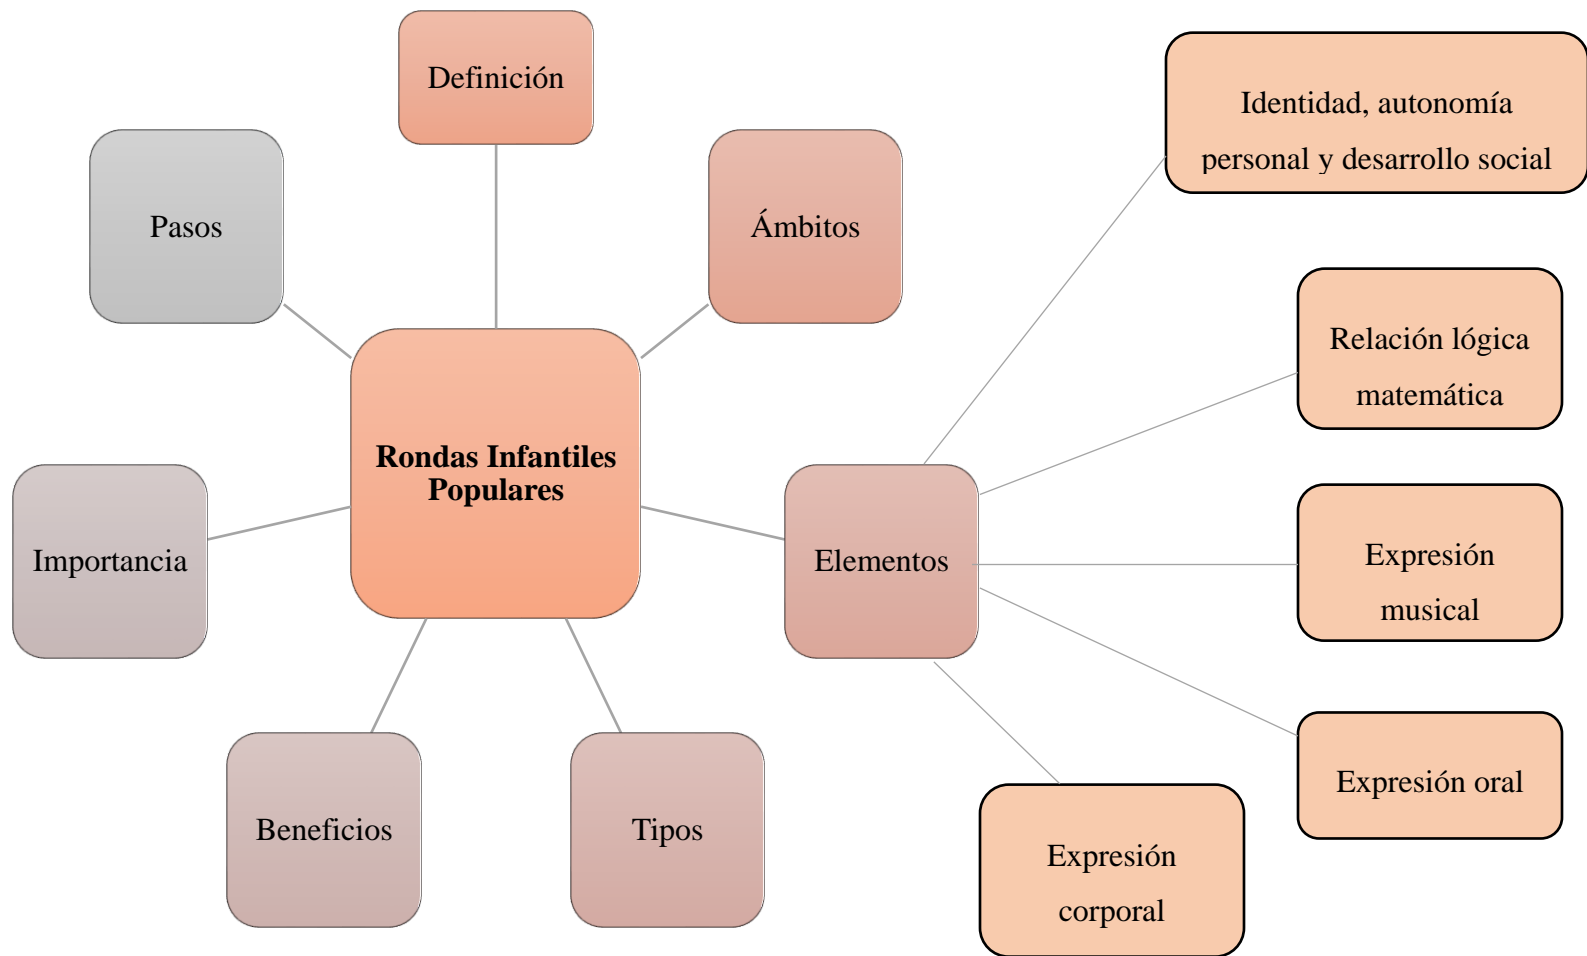 Definición
Identidad, autonomía
personal y desarrollo social
Pasos
Ámbitos
Relación lógica
matemática
Rondas Infantiles
Populares
Importancia
Elementos
Expresión
musical
Beneficios
Tipos
Expresión oral
Expresión
corporal